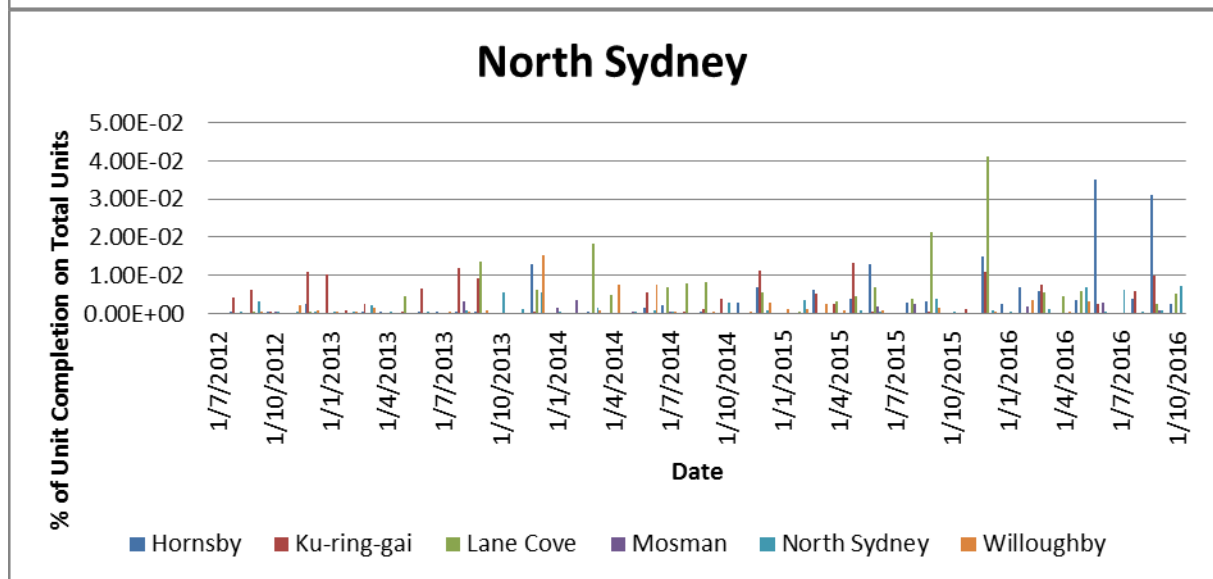 North Sydney
% of Unit Completion on Total Units
5.00E-02
4.00E-02
3.00E-02
2.00E-02
1.00E-02
0.00E+00
1/7/2012
1/10/2012
1/1/2013
1/4/2013
1/7/2013
1/10/2013
1/1/2014
1/4/2014
1/7/2014
1/10/2014
1/1/2015
1/4/2015
1/7/2015
1/10/2015
1/1/2016
1/4/2016
1/7/2016
1/10/2016
Date
Hornsby Ku-ring-gai Lane Cove Mosman North Sydney Willoughby